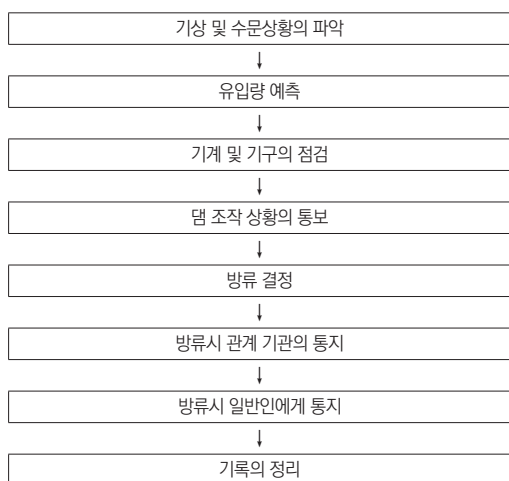 기상 및 수문상황의 파악
유입량 예측
기계 및 기구의 점검
댐 조작 상황의 통보
방류 결정
방류시 관계 기관의 통지
방류시 일반인에게 통지
기록의 정리